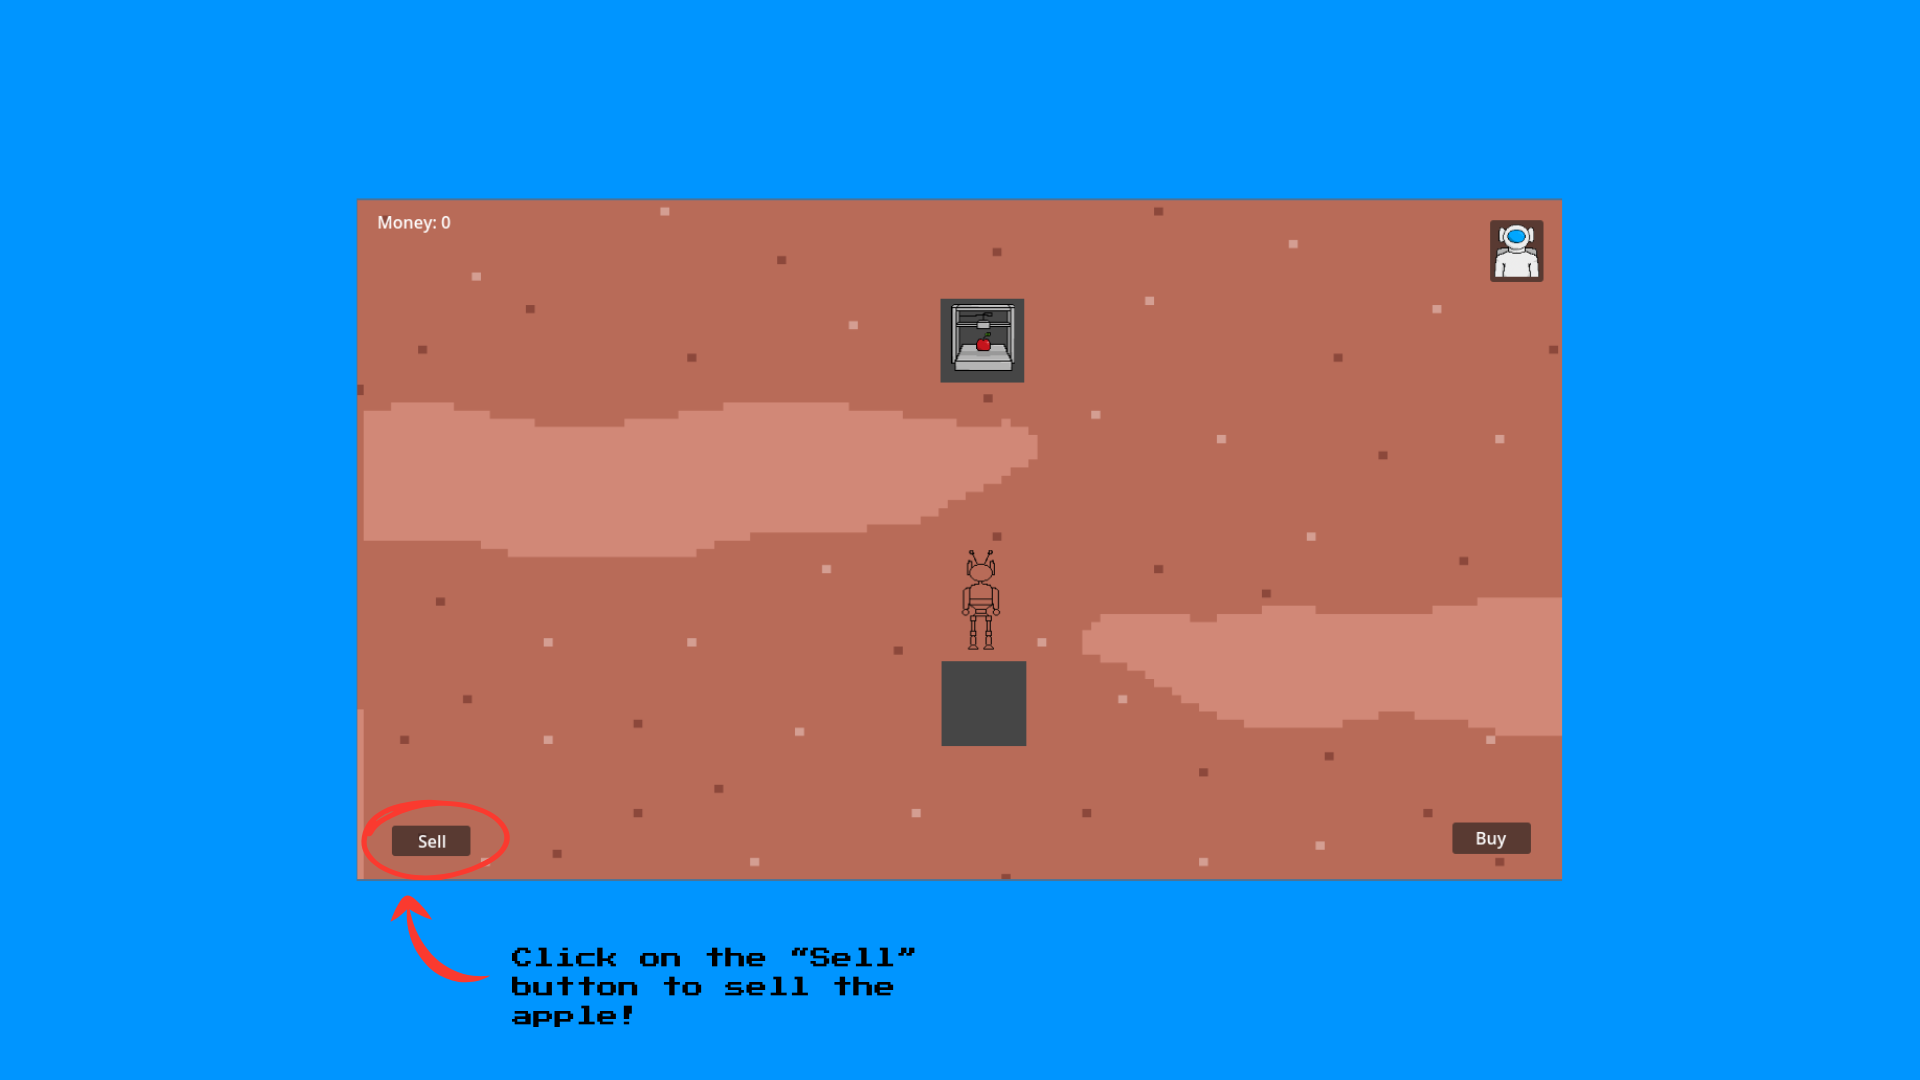 Money: 0
Sell
Buy
Click on the “Sell”
button to sell the
apple!